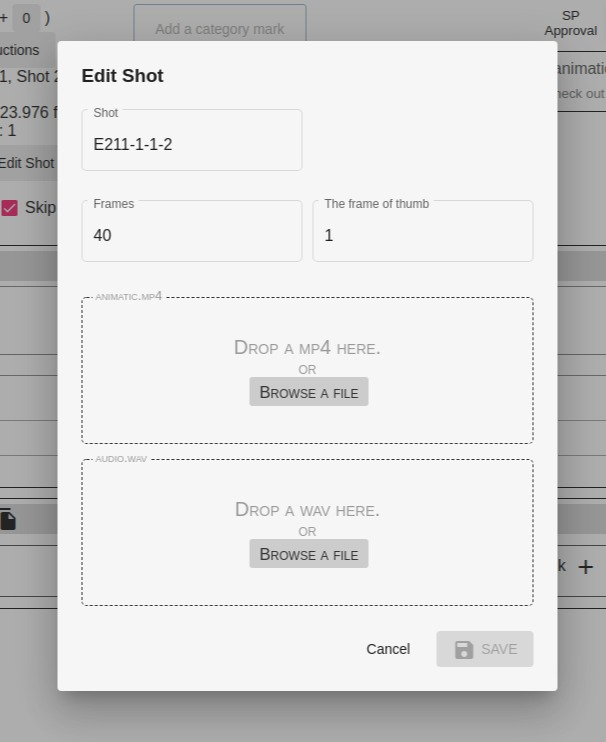 + 0 )
Add a category mark
SP
Approval
uctions
1, Shot 2
23.976 f
: 1
Edit Shot
Skip
animati
neck out
Edit Shot
Shot
E211-1-1-2
Frames
40
The frame of thumb
1
ANIMATIC.MP4
DROP A MP4 HERE.
OR
BROWSE A FILE
AUDIO.WAV
DROP A WAV HERE.
OR
BROWSE A FILE
k +
Cancel
SAVE